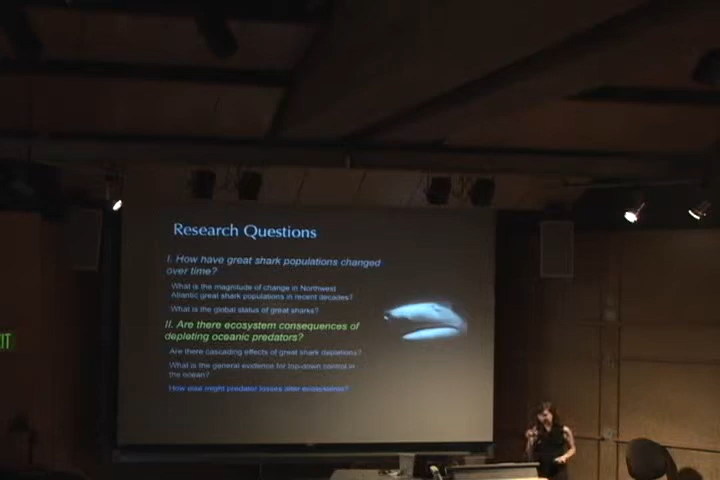 Research Questions
I. How have great shark populations changed
over time?
What is the magnitude of change in Northwest
Atlantic great shark populations in recent decades?
What is the global status of great sharks?
II. Are there ecosystem consequences of
depleting oceanic predators?
Are there cascading effects of great shark depletions?
What is the general evidence for top-down control in
the ocean?
How else might predator losses alter ecosystems?